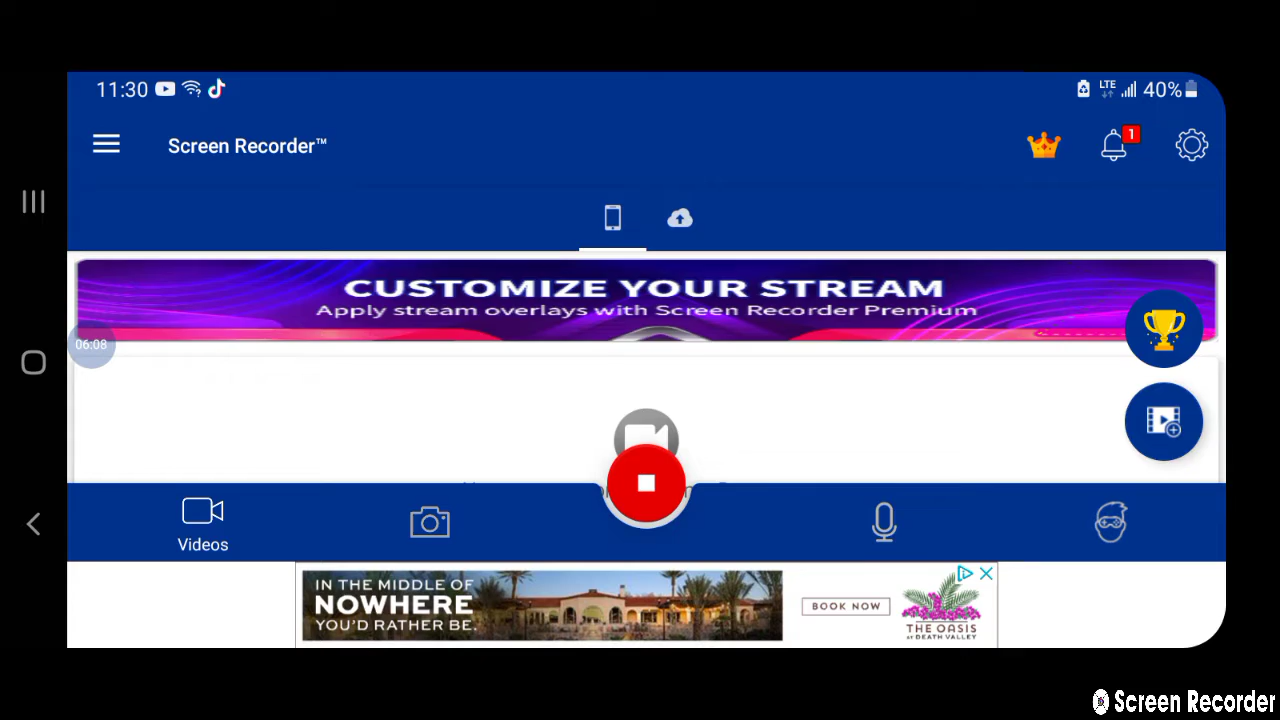 11:30
LTE
40%
Screen Recorder™
1
CUSTOMIZE YOUR STREAM
Apply stream overlays with Screen Recorder Premium
06:08
Videos
IN THE MIDDLE OF
NOWHERE
YOU'D RATHER BE.
BOOK NOW
THE OASIS
AT DEATH VALLEY
Screen Recorder